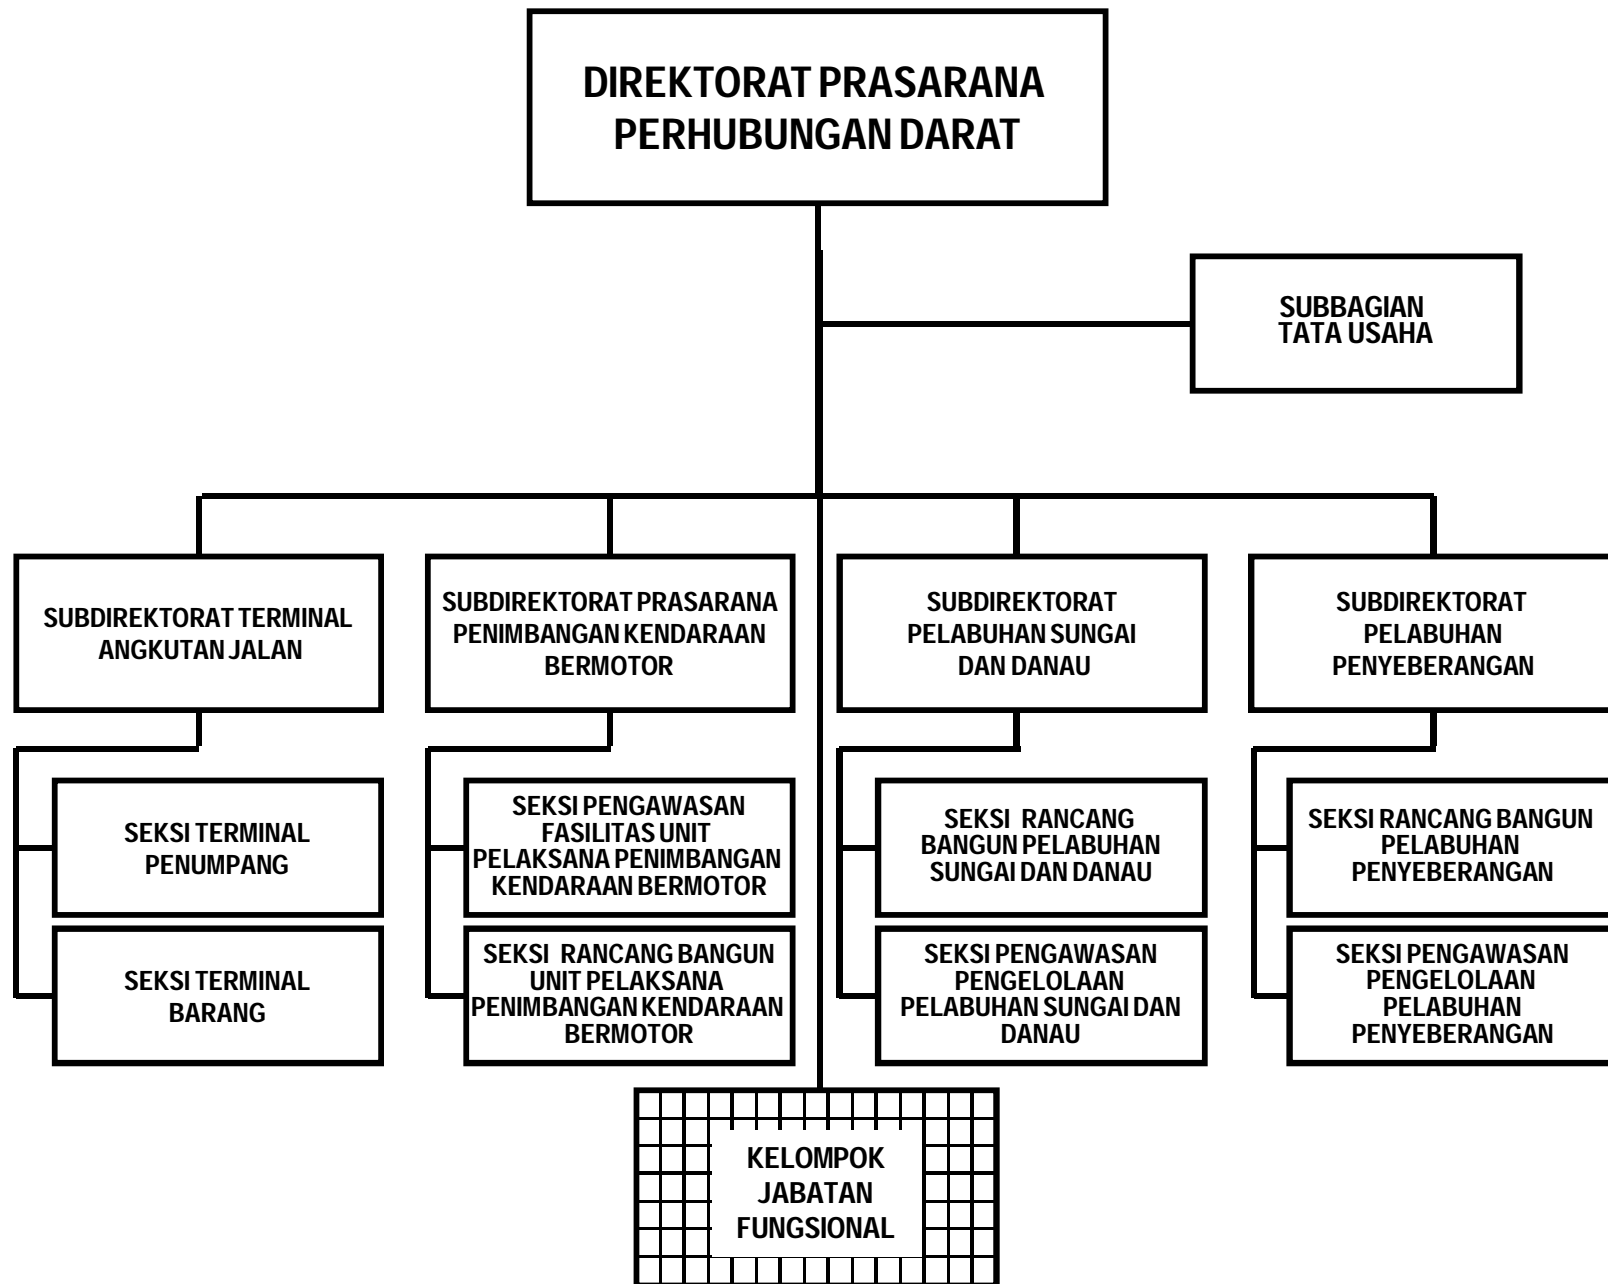 DIREKTORAT PRASARANA
PERHUBUNGAN DARAT
SUBBAGIAN
TATA USAHA
SUBDIREKTORAT TERMINAL
ANGKUTAN JALAN
SUBDIREKTORAT PRASARANA
PENIMBANGAN KENDARAAN
BERMOTOR
SUBDIREKTORAT
PELABUHAN SUNGAI
DAN DANAU
SUBDIREKTORAT
PELABUHAN
PENYEBERANGAN
SEKSI TERMINAL
PENUMPANG
SEKSI PENGAWASAN
FASILITAS UNIT
PELAKSANA PENIMBANGAN
KENDARAAN BERMOTOR
SEKSI RANCANG
BANGUN PELABUHAN
SUNGAI DAN DANAU
SEKSI RANCANG BANGUN
PELABUHAN
PENYEBERANGAN
SEKSI TERMINAL
BARANG
SEKSI RANCANG BANGUN
UNIT PELAKSANA
PENIMBANGAN KENDARAAN
BERMOTOR
SEKSI PENGAWASAN
PENGELOLAAN
PELABUHAN SUNGAI DAN
DANAU
SEKSI PENGAWASAN
PENGELOLAAN
PELABUHAN
PENYEBERANGAN
KELOMPOK
JABATAN
FUNGSIONAL